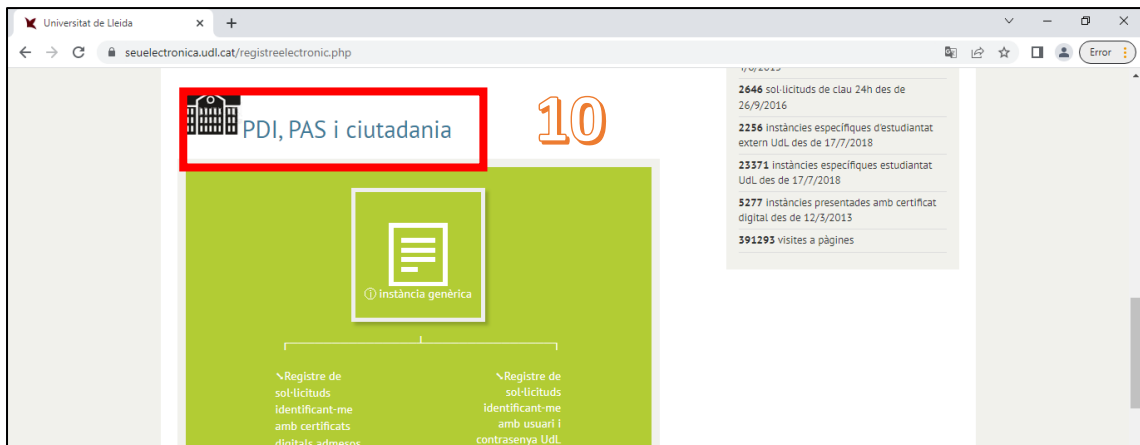 Universitat de Lleida
seuelectronica.udl.cat/registreelectronic.php
Error
PDI, PAS i ciutadania
10
ⓘ instància genèrica
Registre de
sol·licituds
identificant-me
amb certificats
digitals admesos
Registre de
sol·licituds
identificant-me
amb usuari i
contrasenya UdL
2646 sol·licituds de clau 24h des de
26/9/2016
2256 instàncies específiques d'estudiantat
extern UdL des de 17/7/2018
23371 instàncies específiques estudiantat
UdL des de 17/7/2018
5277 instàncies presentades amb certificat
digital des de 12/3/2013
391293 visites a pàgines